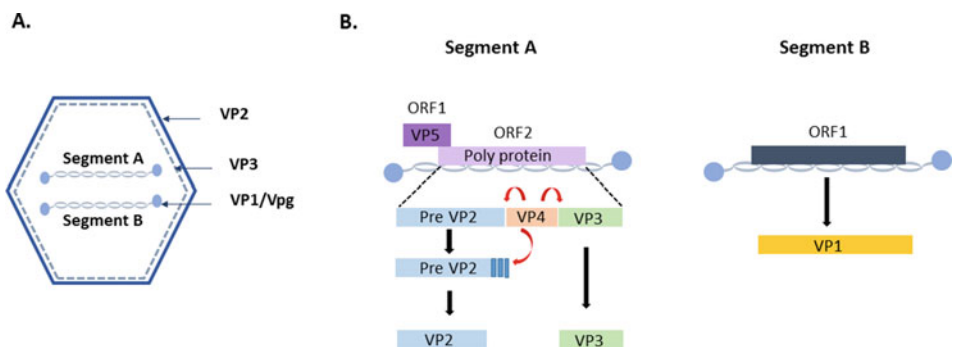 A.
VP2
VP3
VP1/Vpg
Segment A
Segment B
B.
Segment A
ORF1
VP5
ORF2
Poly protein
Pre VP2
VP4
VP3
Pre VP2
VP2
VP3
Segment B
ORF1
VP1